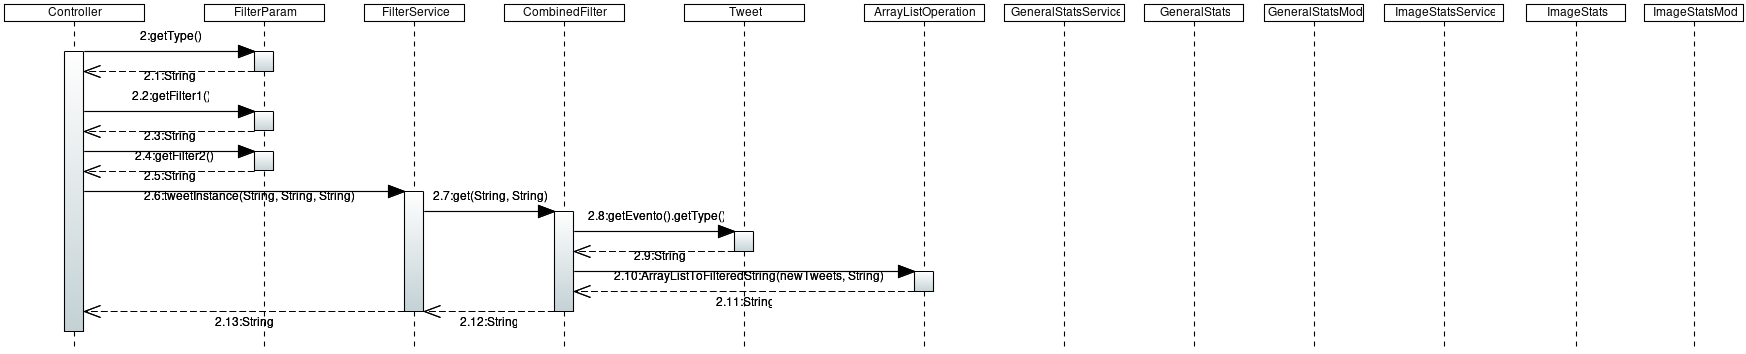 Controller
FilterParam
FilterService
CombinedFilter
Tweet
ArrayListOperation
GeneralStatsService
GeneralStats
GeneralStatsMod
ImageStatsService
ImageStats
ImageStatsMod
2:getType()
2.1:String
2.2:getFilter1()
2.3:String
2.4:getFilter2()
2.5:String
2.6:tweetInstance(String, String, String)
2.7:get(String, String)
2.8:getEvento().getType()
2.9:String
2.10:ArrayListToFilteredString(newTweets, String)
2.11:String
2.12:String
2.13:String